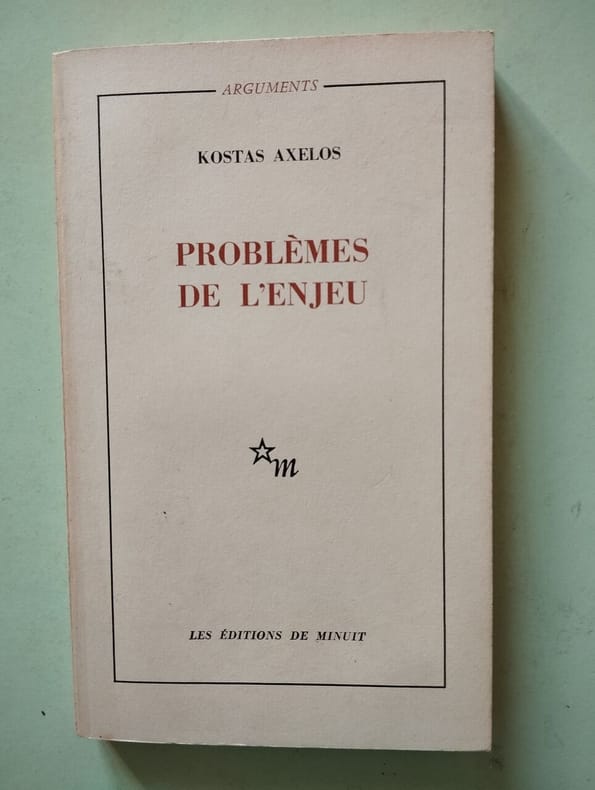 ARGUMENTS
KOSTAS AXELOS
PROBLÈMES
DE L'ENJEU
m
LES ÉDITIONS DE MINUIT